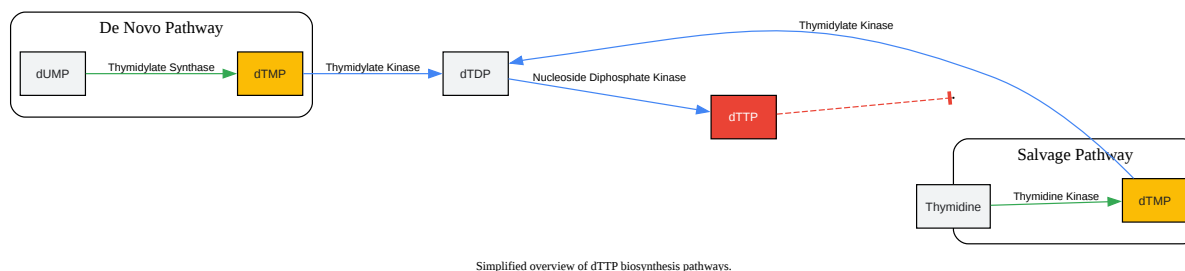 De Novo Pathway
dUMP
Thymidylate Synthase
dTMP
Thymidylate Kinase
dTDP
Thymidylate Kinase
Nucleoside Diphosphate Kinase
dTTP
Salvage Pathway
Thymidine
Thymidine Kinase
dTMP
Simplified overview of dTTP biosynthesis pathways.